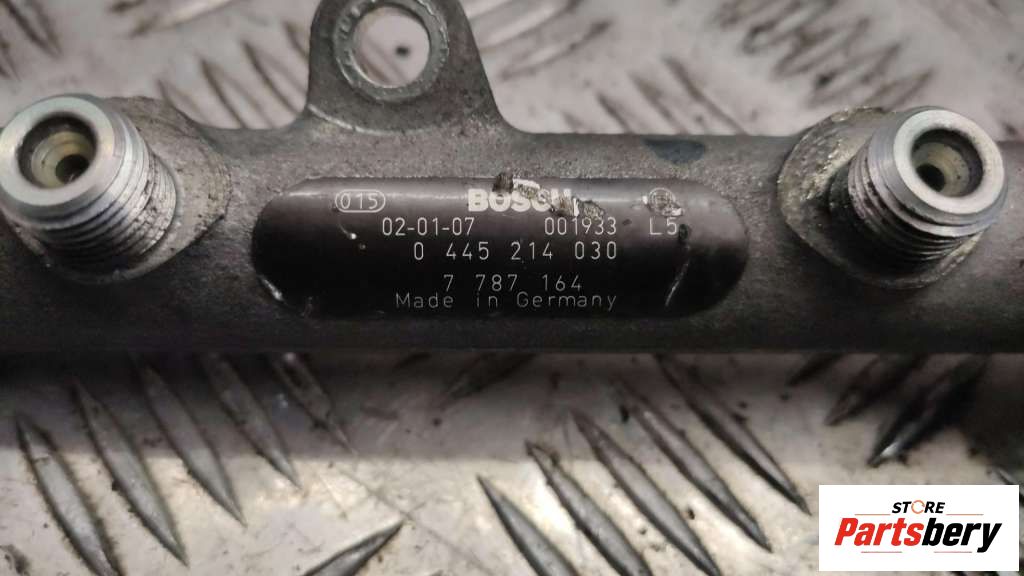 015 BOSCH
02-01-07 001933 L5
0 445 214 030
7 787 164
Made in Germany
STORE
Partsbery